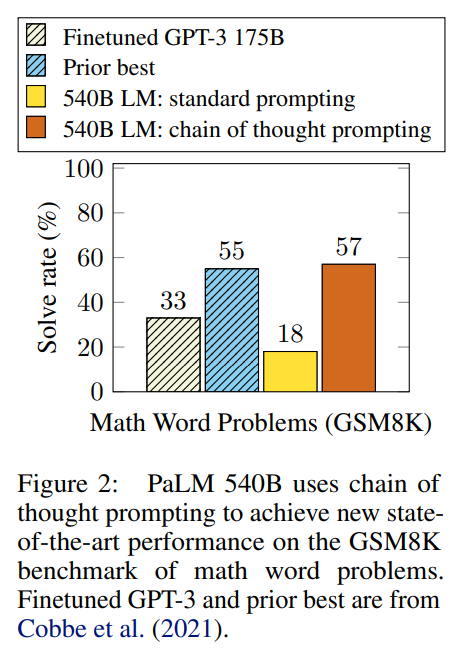 Finetuned GPT-3 175B
Prior best
540B LM: standard prompting
540B LM: chain of thought prompting
100
80
60
40
20
0
Solve rate (%)
33
55
18
57
Math Word Problems (GSM8K)
Figure 2: PaLM 540B uses chain of
thought prompting to achieve new state-
of-the-art performance on the GSM8K
benchmark of math word problems.
Finetuned GPT-3 and prior best are from
Cobbe et al. (2021).